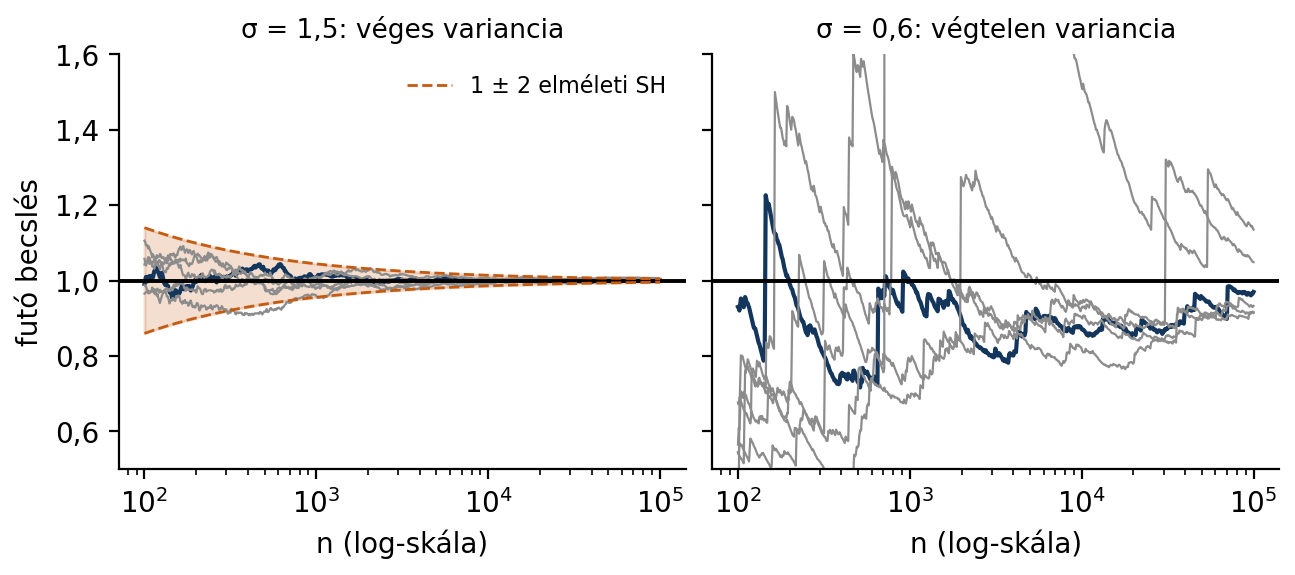 σ = 1,5: véges variancia
σ = 0,6: végtelen variancia
1 ± 2 elméleti SH
futó becslés
1,6
1,4
1,2
1,0
0,8
0,6
10² 10³ 10⁴ 10⁵
10² 10³ 10⁴ 10⁵
n (log-skála)
n (log-skála)